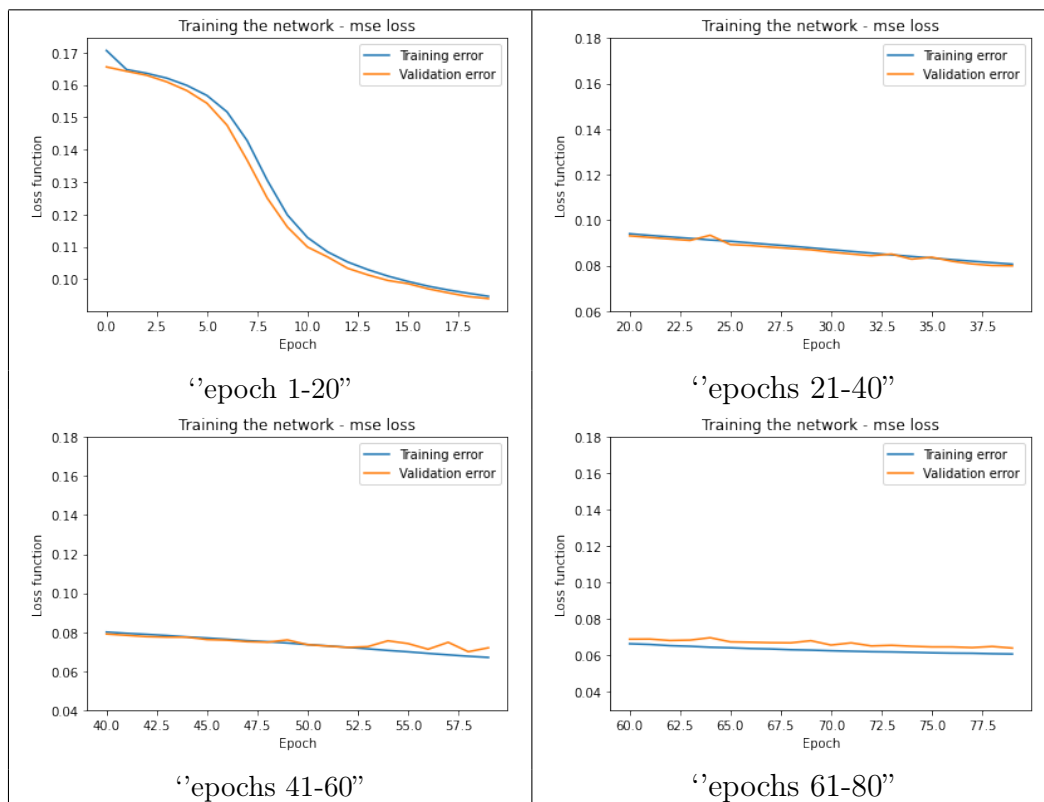 Training the network - mse loss
Training error
Validation error
Loss function
0.17
0.16
0.15
0.14
0.13
0.12
0.11
0.10
0.0 2.5 5.0 7.5 10.0 12.5 15.0 17.5
Epoch
‘’epoch 1-20”
Training the network - mse loss
Training error
Validation error
Loss function
0.18
0.16
0.14
0.12
0.10
0.08
0.06
20.0 22.5 25.0 27.5 30.0 32.5 35.0 37.5
Epoch
‘’epochs 21-40”
Training the network - mse loss
Training error
Validation error
Loss function
0.18
0.16
0.14
0.12
0.10
0.08
0.06
0.04
40.0 42.5 45.0 47.5 50.0 52.5 55.0 57.5
Epoch
‘’epochs 41-60”
Training the network - mse loss
Training error
Validation error
Loss function
0.18
0.16
0.14
0.12
0.10
0.08
0.06
0.04
60.0 62.5 65.0 67.5 70.0 72.5 75.0 77.5
Epoch
‘’epochs 61-80”